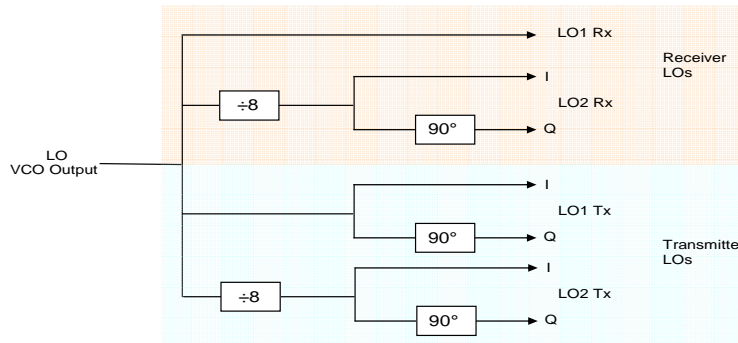 LO1 Rx
Receiver
LOs
I
÷8
LO2 Rx
90°
Q
LO
VCO Output
I
LO1 Tx
90°
Q
Transmitte
LOs
I
÷8
LO2 Tx
90°
Q